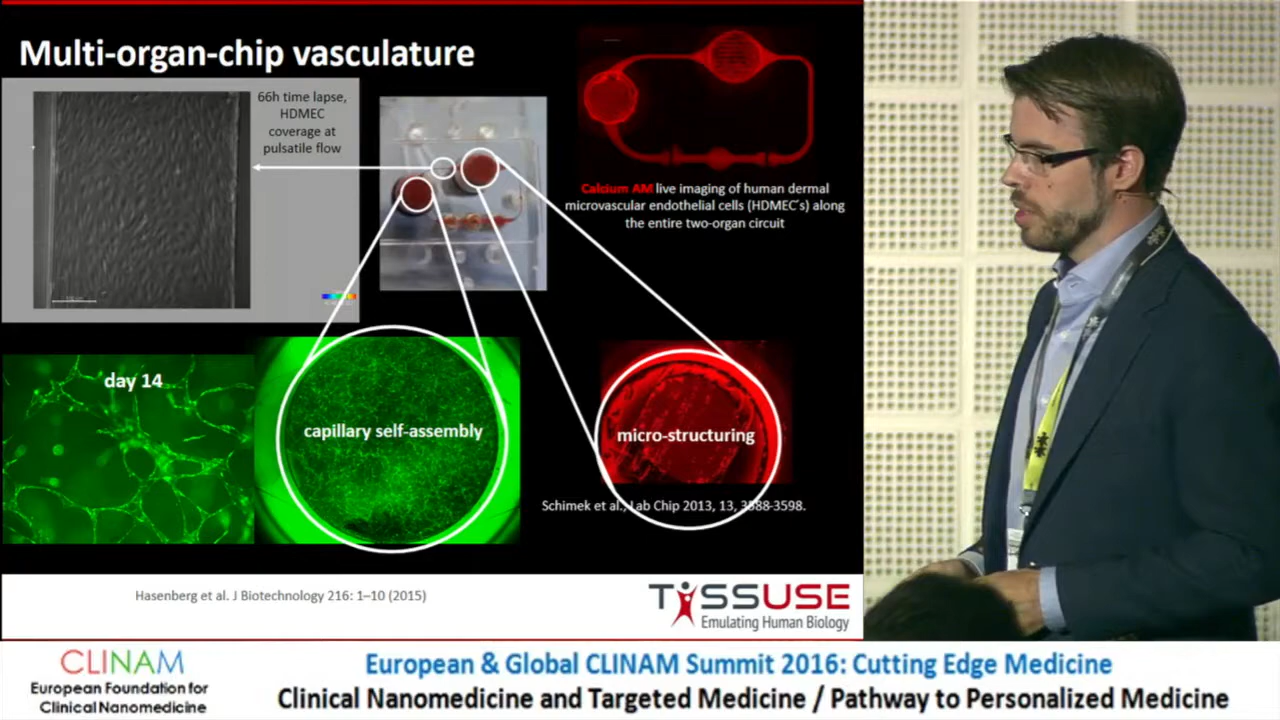 Multi-organ-chip vasculature
66h time lapse,
HDMEC
coverage at
pulsatile flow
Calcium AM live imaging of human dermal
microvascular endothelial cells (HDMEC´s) along
the entire two-organ circuit
day 14
capillary self-assembly
micro-structuring
Schimek et al., Lab Chip 2013, 13, 3588-3598.
Hasenberg et al. J Biotechnology 216: 1–10 (2015)
TISSUSE
Emulating Human Biology
CLINAM
European Foundation for
Clinical Nanomedicine
European & Global CLINAM Summit 2016: Cutting Edge Medicine
Clinical Nanomedicine and Targeted Medicine / Pathway to Personalized Medicine